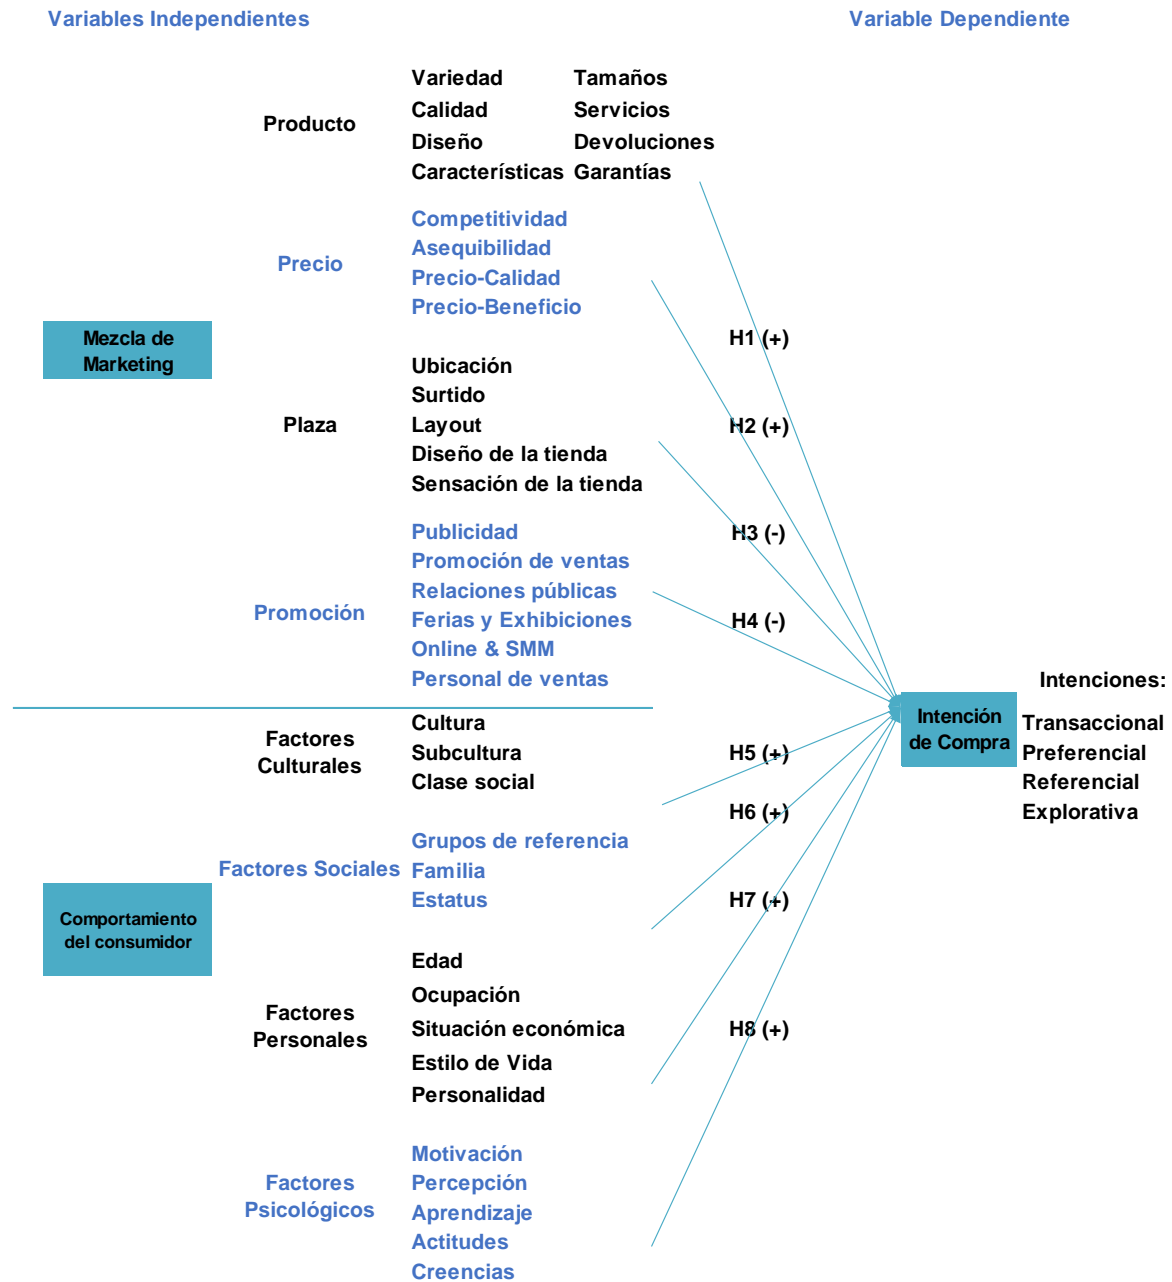 Variables Independientes
Variable Dependiente
Mezcla de
Marketing
Producto
Variedad
Calidad
Diseño
Características
Tamaños
Servicios
Devoluciones
Garantías
Precio
Competitividad
Asequibilidad
Precio-Calidad
Precio-Beneficio
Plaza
Ubicación
Surtido
Layout
Diseño de la tienda
Sensación de la tienda
Promoción
Publicidad
Promoción de ventas
Relaciones públicas
Ferias y Exhibiciones
Online & SMM
Personal de ventas
Comportamiento
del consumidor
Factores
Culturales
Cultura
Subcultura
Clase social
Factores Sociales
Grupos de referencia
Familia
Estatus
Factores
Personales
Edad
Ocupación
Situación económica
Estilo de Vida
Personalidad
Factores
Psicológicos
Motivación
Percepción
Aprendizaje
Actitudes
Creencias
H1 (+)
H2 (+)
H3 (-)
H4 (-)
H5 (+)
H6 (+)
H7 (+)
H8 (+)
Intención
de Compra
Intenciones:
Transaccional
Preferencial
Referencial
Explorativa